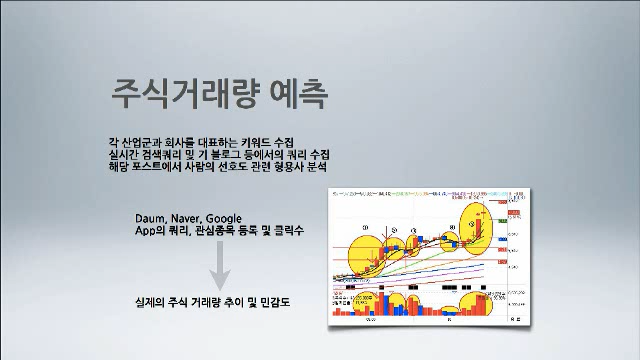 주식거래량 예측
각 산업군과 회사를 대표하는 키워드 수집
실시간 검색쿼리 및 기 블로그 등에서의 쿼리 수집
해당 포스트에서 사람의 선호도 관련 형용사 분석
Daum, Naver, Google
App의 쿼리, 관심종목 등록 및 클릭수
실제의 주식 거래량 추이 및 민감도